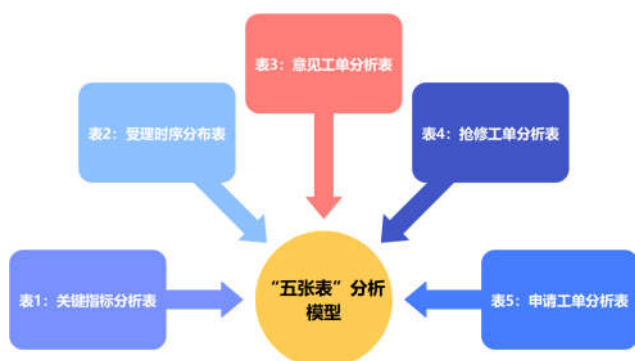 表3：意见工单分析表
表2：受理时序分布表
表4：抢修工单分析表
“五张表”分析
模型
表1：关键指标分析表
表5：申请工单分析表